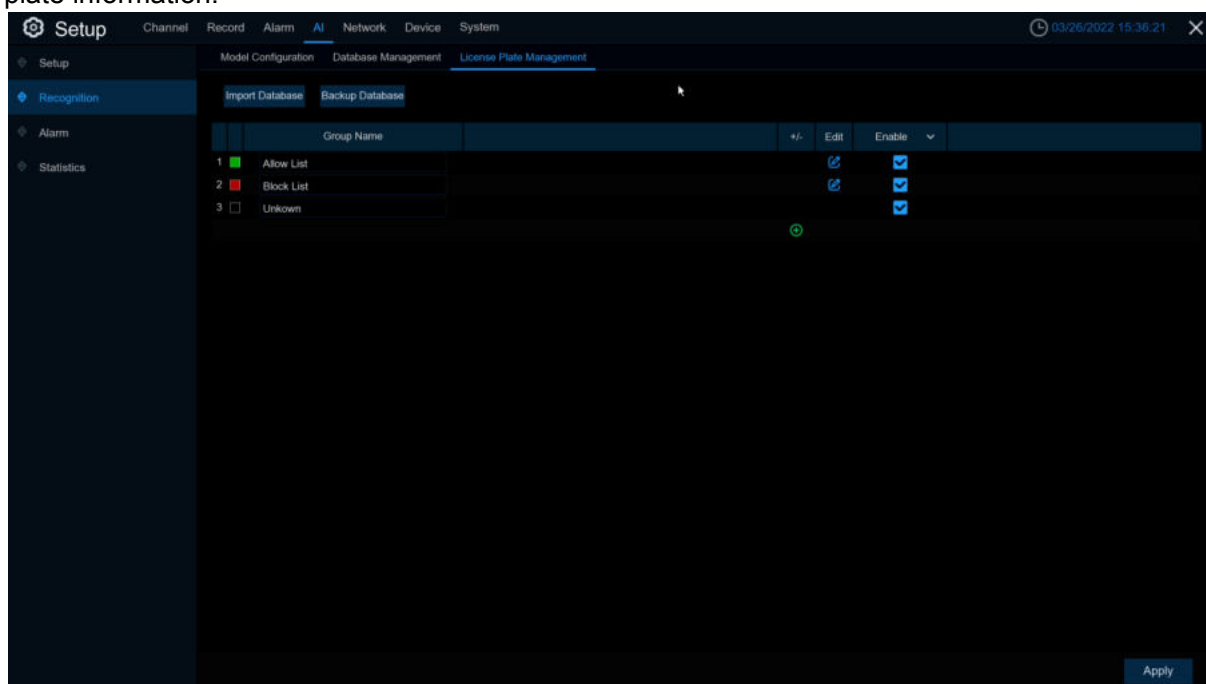 plate information.
Setup Channel Record Alarm AI Network Device System 03/26/2022 15:36:21
Setup Model Configuration Database Management License Plate Management
Recognition Import Database Backup Database
Alarm Group Name +/- Edit Enable
1 Allow List
Statistics
2 Block List
3 Unkown
Apply